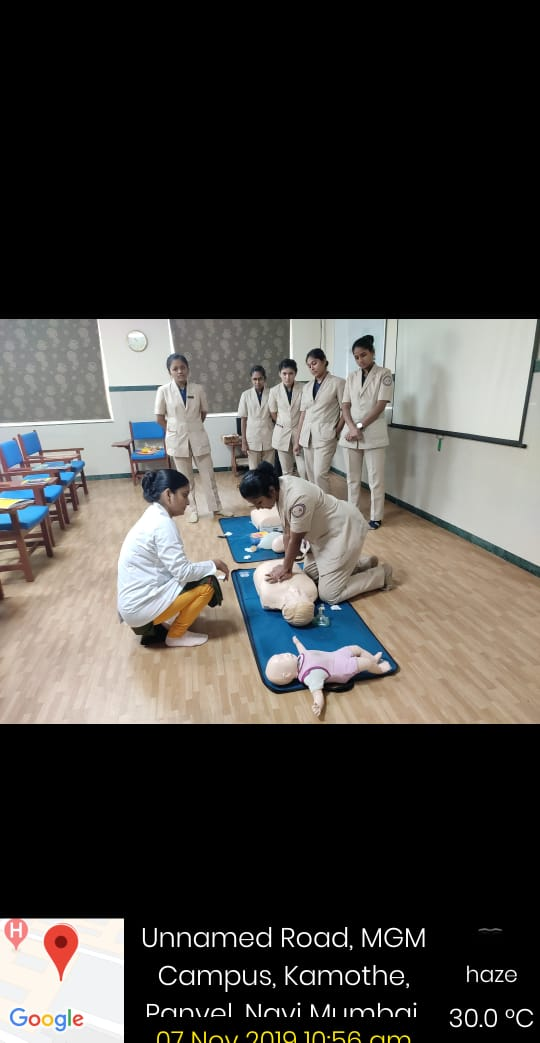 H
Google
Unnamed Road, MGM
Campus, Kamothe,
Panvel, Navi Mumbai,
07 Nov 2019 10:56 am
haze
30.0 °C